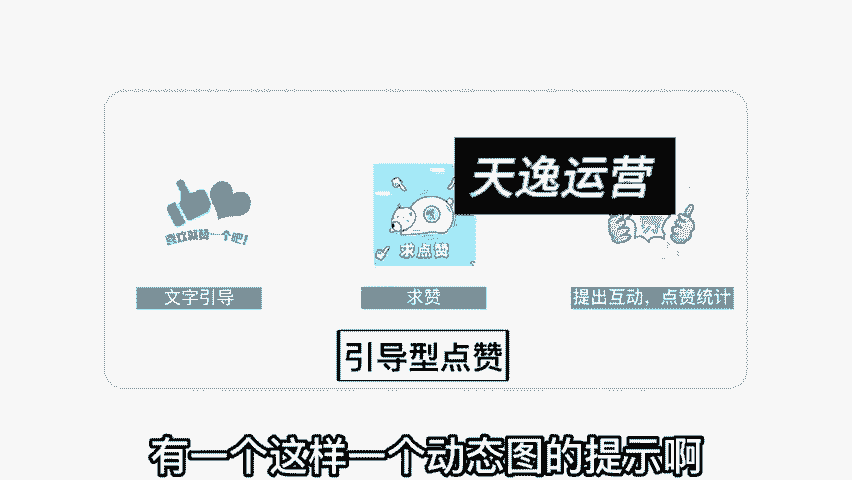 天逸运营
喜欢就赞一个吧!
求点赞
文字引导
求赞
提出互动，点赞统计
引导型点赞
有一个这样一个动态图的提示啊